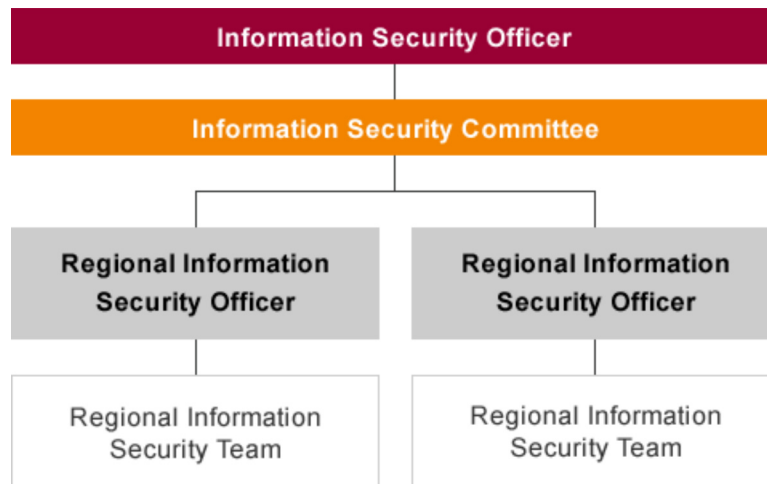 Information Security Officer
Information Security Committee
Regional Information
Security Officer
Regional Information
Security Officer
Regional Information
Security Team
Regional Information
Security Team